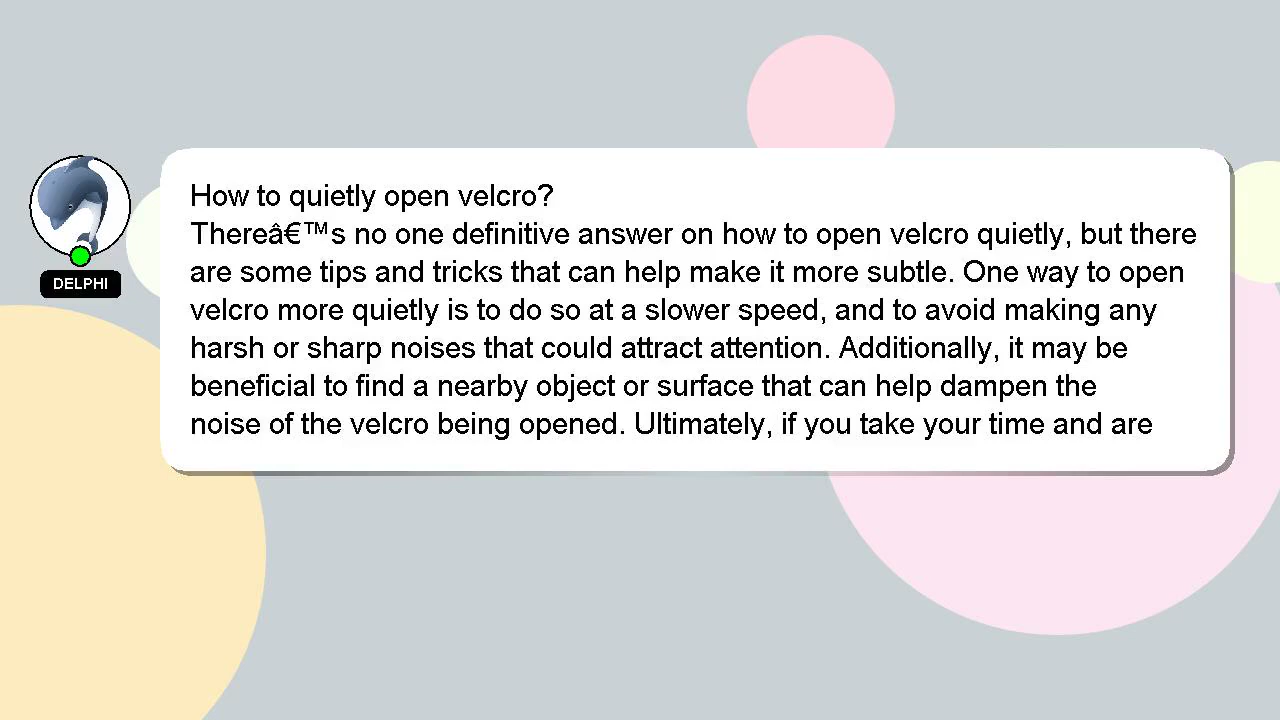 How to quietly open velcro?
Thereâ€™s no one definitive answer on how to open velcro quietly, but there
are some tips and tricks that can help make it more subtle. One way to open
velcro more quietly is to do so at a slower speed, and to avoid making any
harsh or sharp noises that could attract attention. Additionally, it may be
beneficial to find a nearby object or surface that can help dampen the
noise of the velcro being opened. Ultimately, if you take your time and are
DELPHI